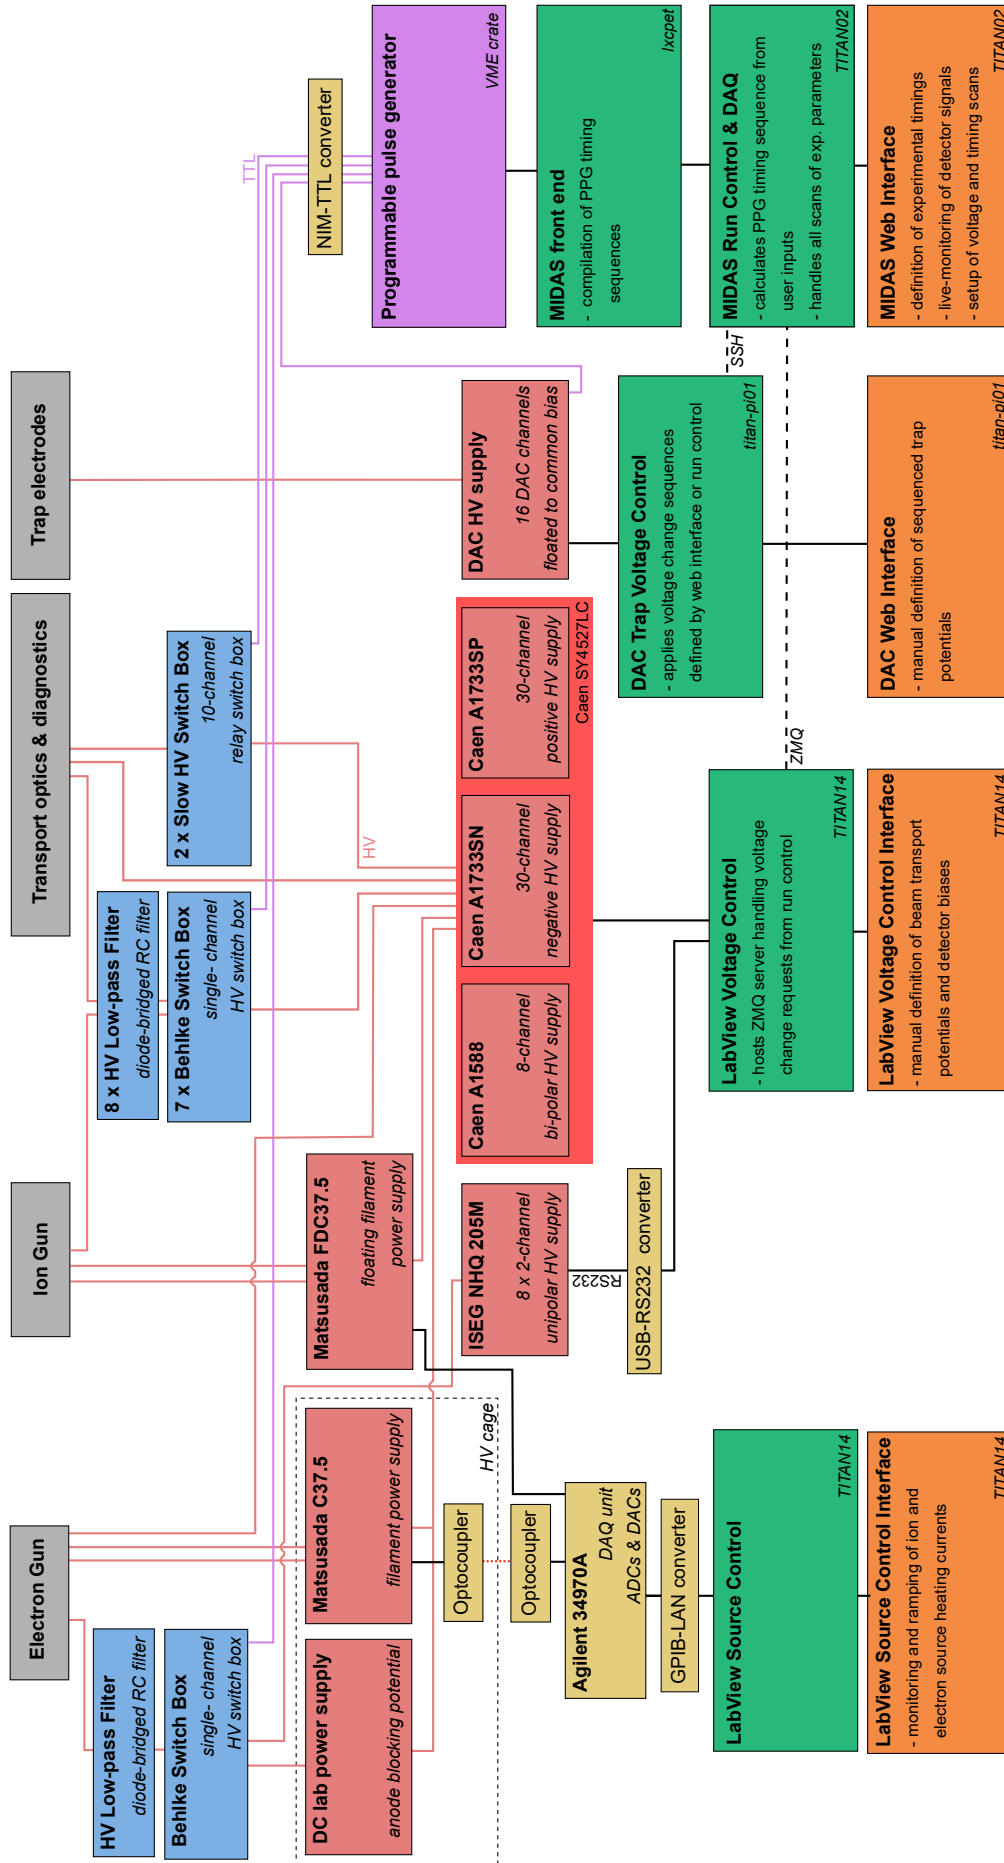 Electron Gun
Ion Gun
Transport optics & diagnostics
Trap electrodes
HV Low-pass Filter
diode-bridged RC filter
Behlke Switch Box
single- channel
HV switch box
8 x HV Low-pass Filter
diode-bridged RC filter
7 x Behlke Switch Box
single- channel
HV switch box
2 x Slow HV Switch Box
10-channel
relay switch box
TTL
NIM-TTL converter
DC lab power supply
anode blocking potential
Matsusada C37.5
filament power supply
HV cage
Matsusada FDC37.5
floating filament
power supply
HV
Programmable pulse generator
VME crate
Optocoupler
Optocoupler
ISEG NHQ 205M
8 x 2-channel
unipolar HV supply
RS232
USB-RS232 converter
Caen A1588
8-channel
bi-polar HV supply
Caen A1733SN
30-channel
negative HV supply
Caen A1733SP
30-channel
positive HV supply
Caen SY4527LC
DAC HV supply
16 DAC channels
floated to common bias
MIDAS front end
- compilation of PPG timing
sequences
lxcpet
Agilent 34970A
DAQ unit
ADCs & DACs
GPIB-LAN converter
DAC Trap Voltage Control
- applies voltage change sequences
defined by web interface or run control
titan-pi01
SSH
ZMQ
LabView Source Control
TITAN14
LabView Voltage Control
- hosts ZMQ server handling voltage
change requests from run control
TITAN14
MIDAS Run Control & DAQ
- calculates PPG timing sequence from
user inputs
- handles all scans of exp. parameters
TITAN02
LabView Source Control Interface
- monitoring and ramping of ion and
electron source heating currents
TITAN14
LabView Voltage Control Interface
- manual definition of beam transport
potentials and detector biases
TITAN14
DAC Web Interface
- manual definition of sequenced trap
potentials
titan-pi01
MIDAS Web Interface
- definition of experimental timings
- live-monitoring of detector signals
- setup of voltage and timing scans
TITAN02